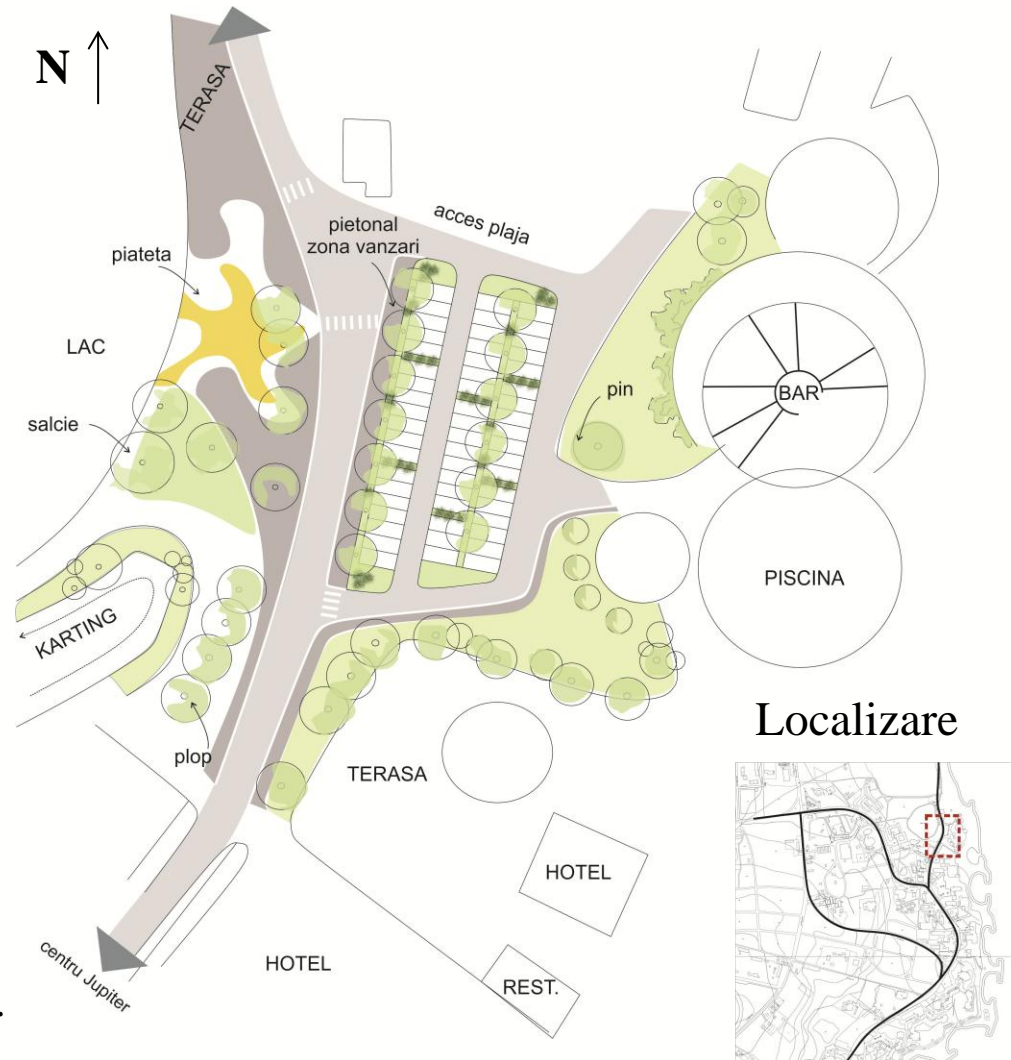 N
TERASA
acces plaja
pietonal
zona vanzari
piateta
LAC
salcie
pin
BAR
KARTING
PISCINA
plop
TERASA
Localizare
HOTEL
HOTEL
REST.
centru Jupiter
.